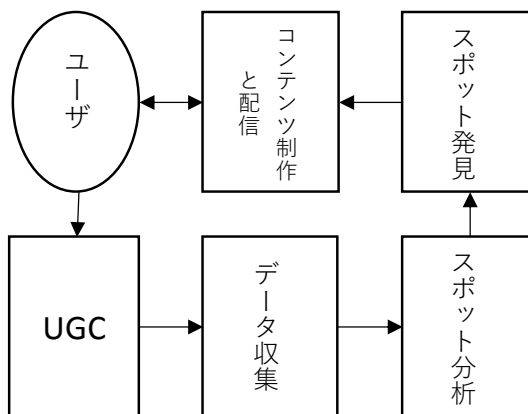 ユーザ
コンテンツ制作
と配信
スポット発見
UGC
データ収集
スポット分析